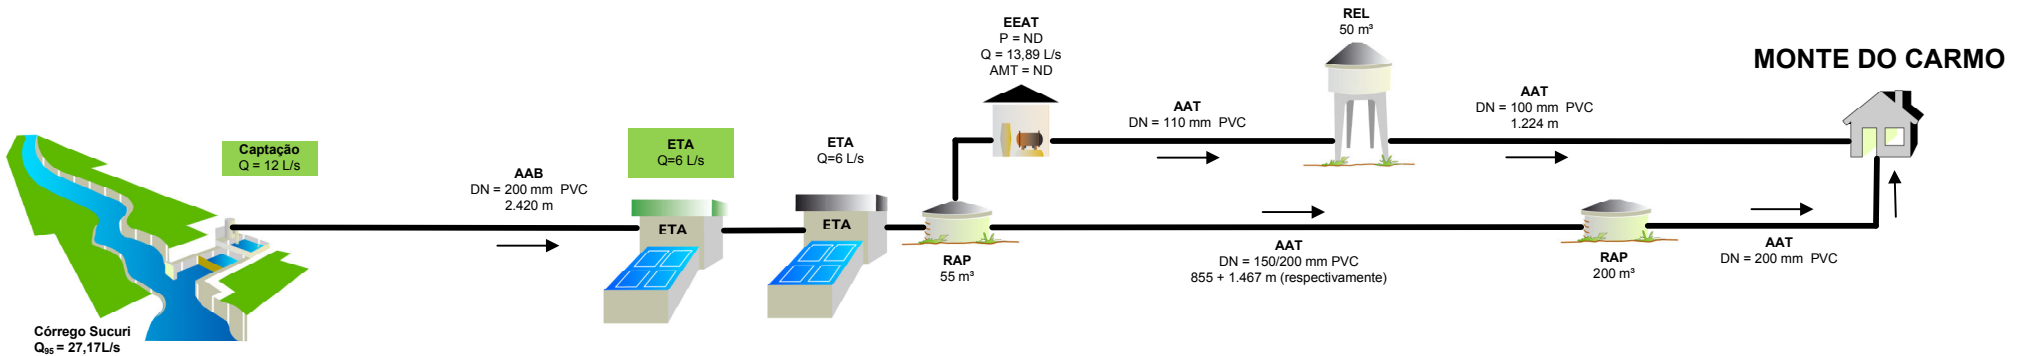 EEAT
P = ND
Q = 13,89 L/s
AMT = ND
REL
50 m³
MONTE DO CARMO
AAT
DN = 110 mm  PVC
AAT
DN = 100 mm  PVC
1.224 m
Captação
Q = 12 L/s
ETA
Q=6 L/s
ETA
Q=6 L/s
AAB
DN = 200 mm  PVC
2.420 m
ETA
ETA
RAP
55 m³
AAT
DN = 150/200 mm PVC
855 + 1.467 m (respectivamente)
RAP
200 m³
AAT
DN = 200 mm  PVC
Córrego Sucuri
Q₉₅ = 27,17L/s